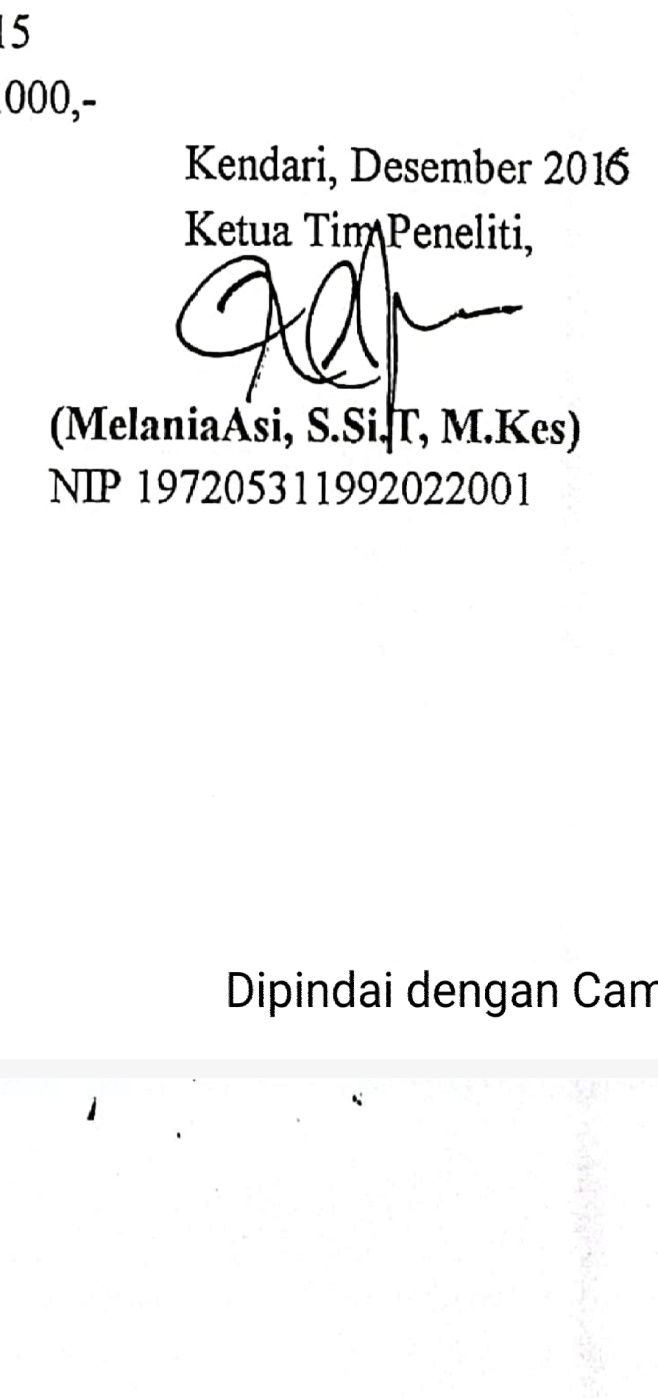 15
000,-
Kendari, Desember 2016
Ketua Tim Peneliti,
(MelaniaAsi, S.Si.T, M.Kes)
NIP 197205311992022001
Dipindai dengan Cam